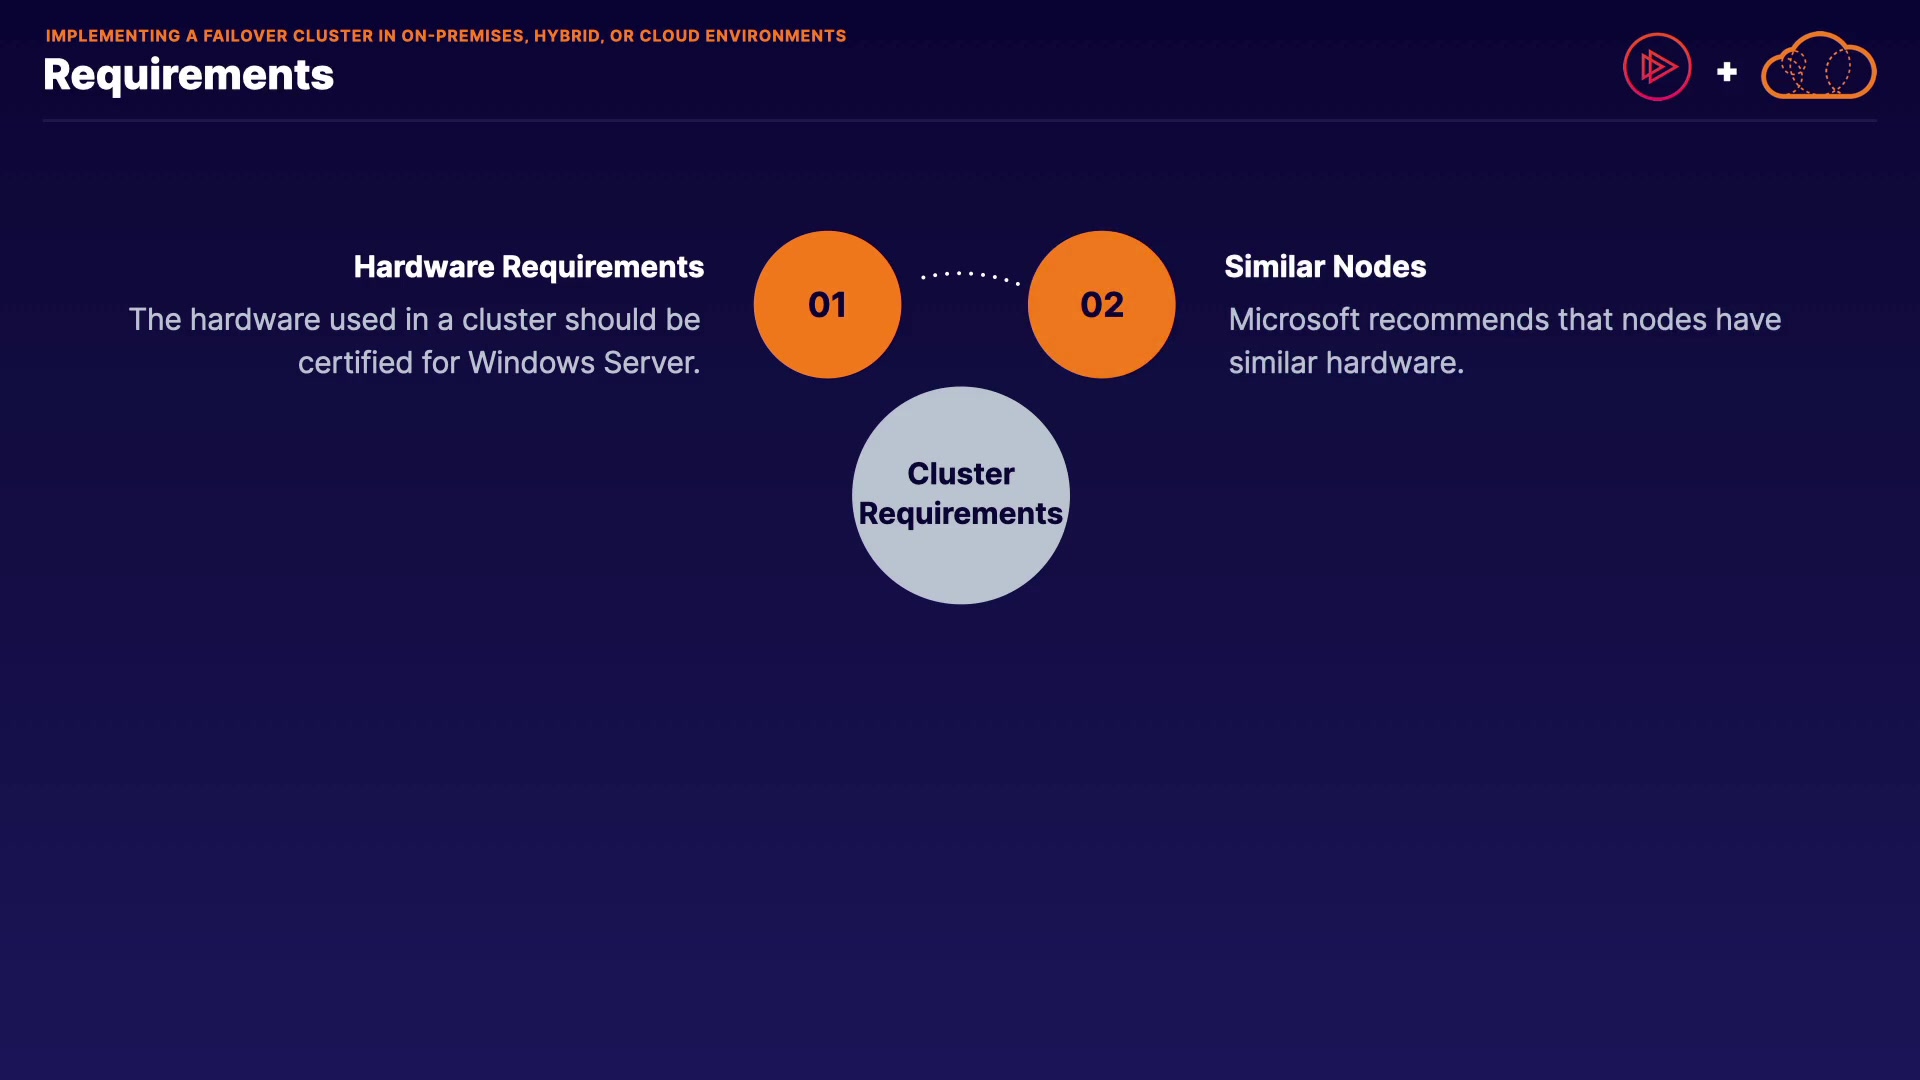 IMPLEMENTING A FAILOVER CLUSTER IN ON-PREMISES, HYBRID, OR CLOUD ENVIRONMENTS
Requirements
+
Hardware Requirements
The hardware used in a cluster should be
certified for Windows Server.
01
02
Similar Nodes
Microsoft recommends that nodes have
similar hardware.
Cluster
Requirements